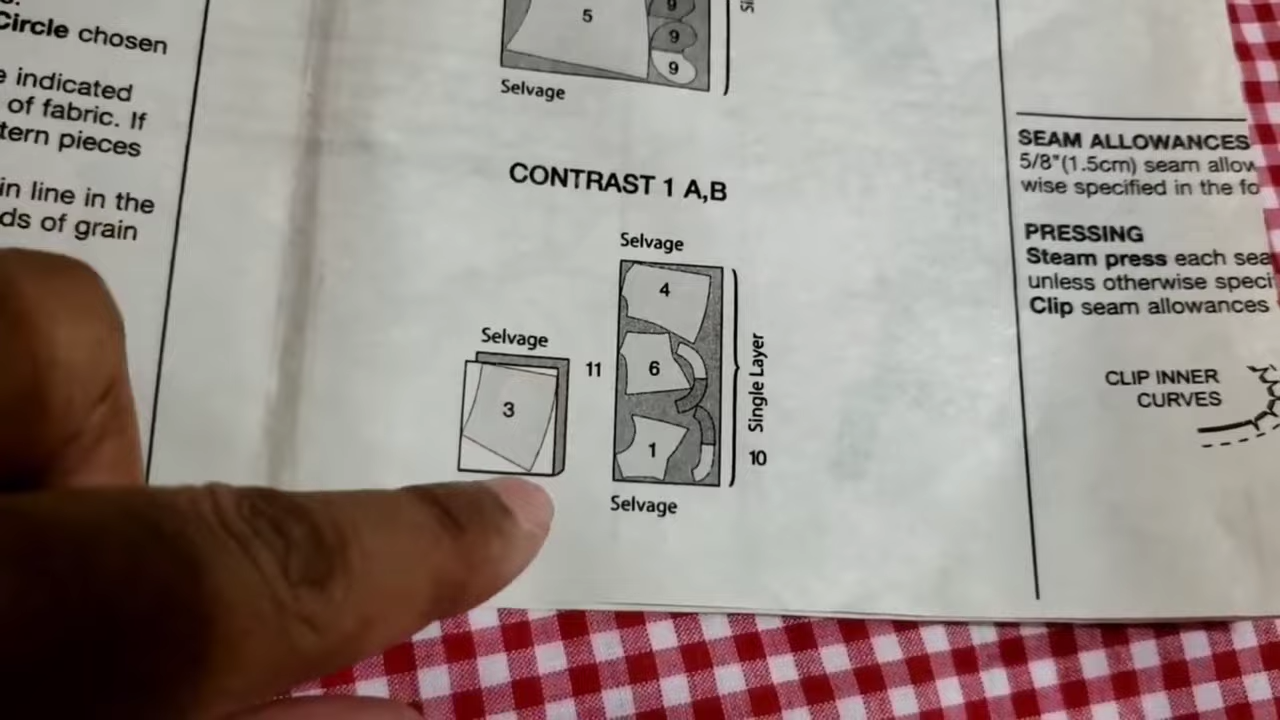 Circle chosen
indicated
of fabric. If
tern pieces
in line in the
ds of grain
5
9
9
9
Selvage
CONTRAST 1 A,B
Selvage
4
Selvage
11
6
Single Layer
3
1
10
Selvage
SEAM ALLOWANCES
5/8"(1.5cm) seam allow
wise specified in the fo
PRESSING
Steam press each sea
unless otherwise speci
Clip seam allowances
CLIP INNER
CURVES